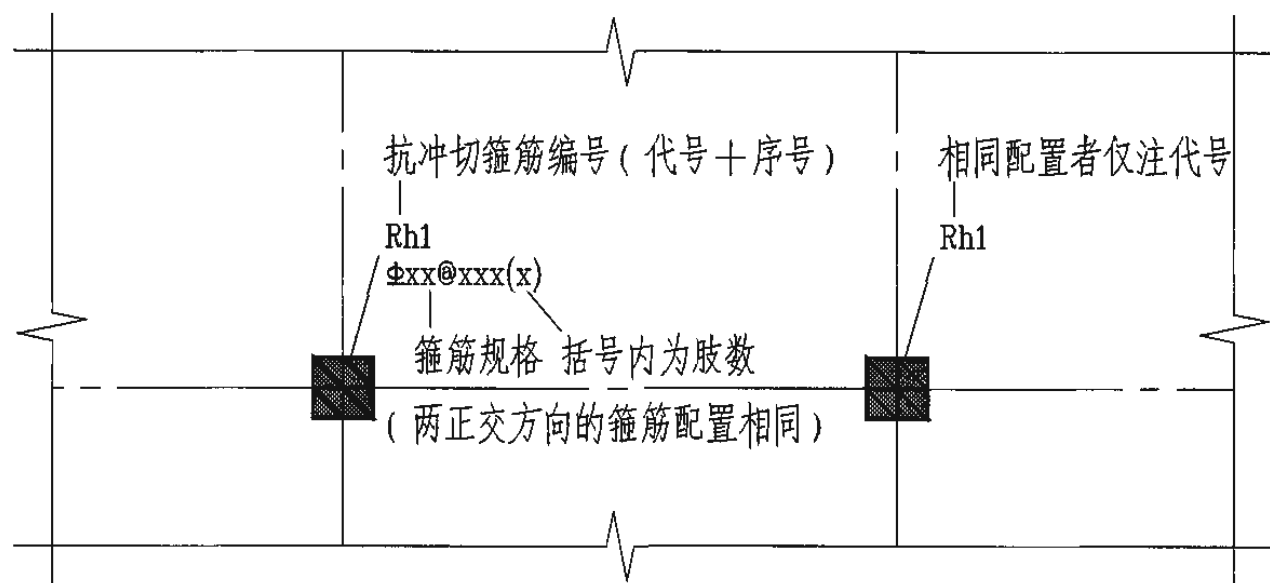 抗冲切箍筋编号(代号+序号)
Rh1
⏀xx@xxx(x)
箍筋规格 括号内为肢数
(两正交方向的箍筋配置相同)
相同配置者仅注代号
Rh1